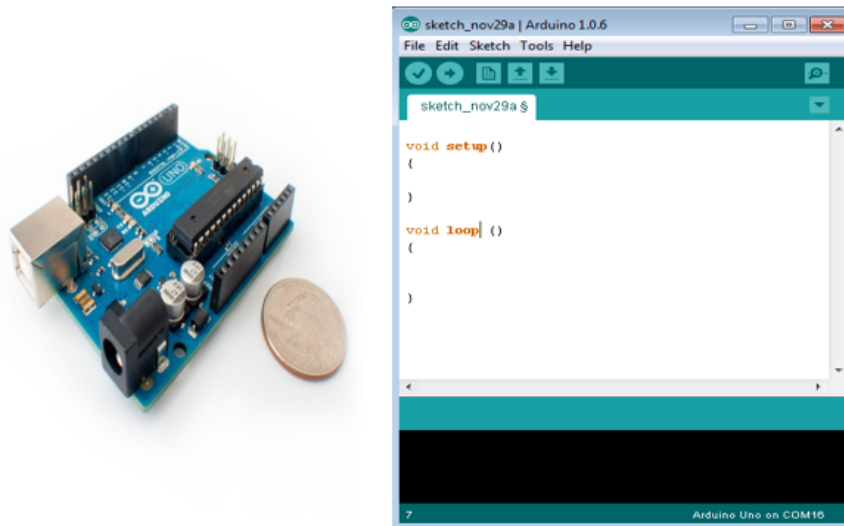 UNO
ARDUINO
sketch_nov29a | Arduino 1.0.6
File Edit Sketch Tools Help
sketch_nov29a §
void setup()
{
}
void loop ()
{
}
7
Arduino Uno on COM16